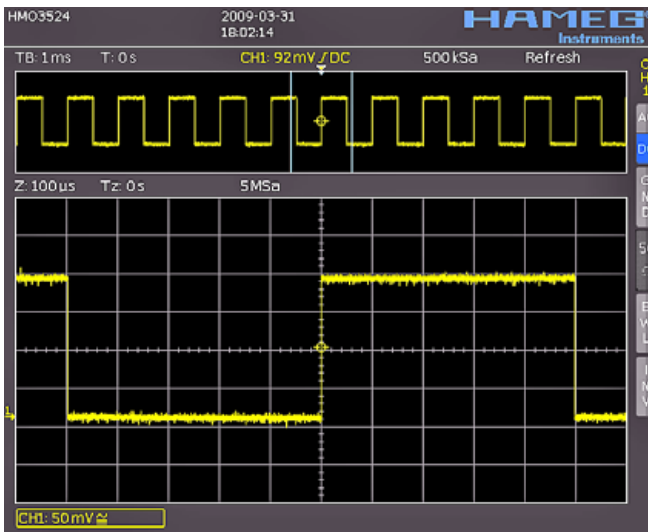 HMO3524 2009-03-31 HAMEG
18:02:14 Instruments
TB: 1ms T: 0s CH1: 92mV DC 500kSa Refresh
Z: 100µs Tz: 0s 5MSa
1
CH1: 50mV